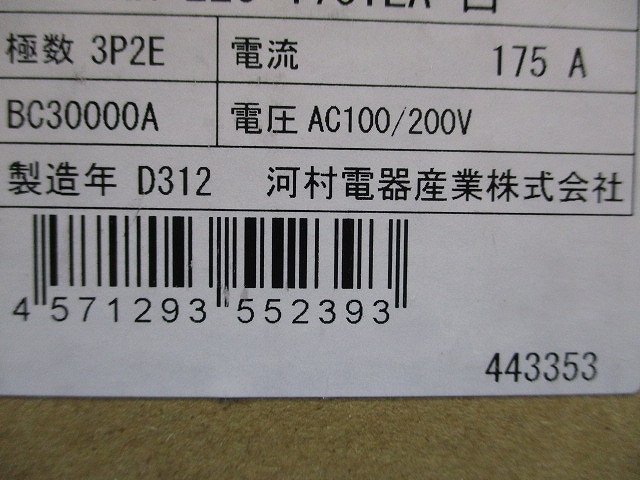 極数 3P2E 電流 175 A
BC30000A 電圧 AC100/200V
製造年 D312 河村電器産業株式会社
4 571293 552393
443353